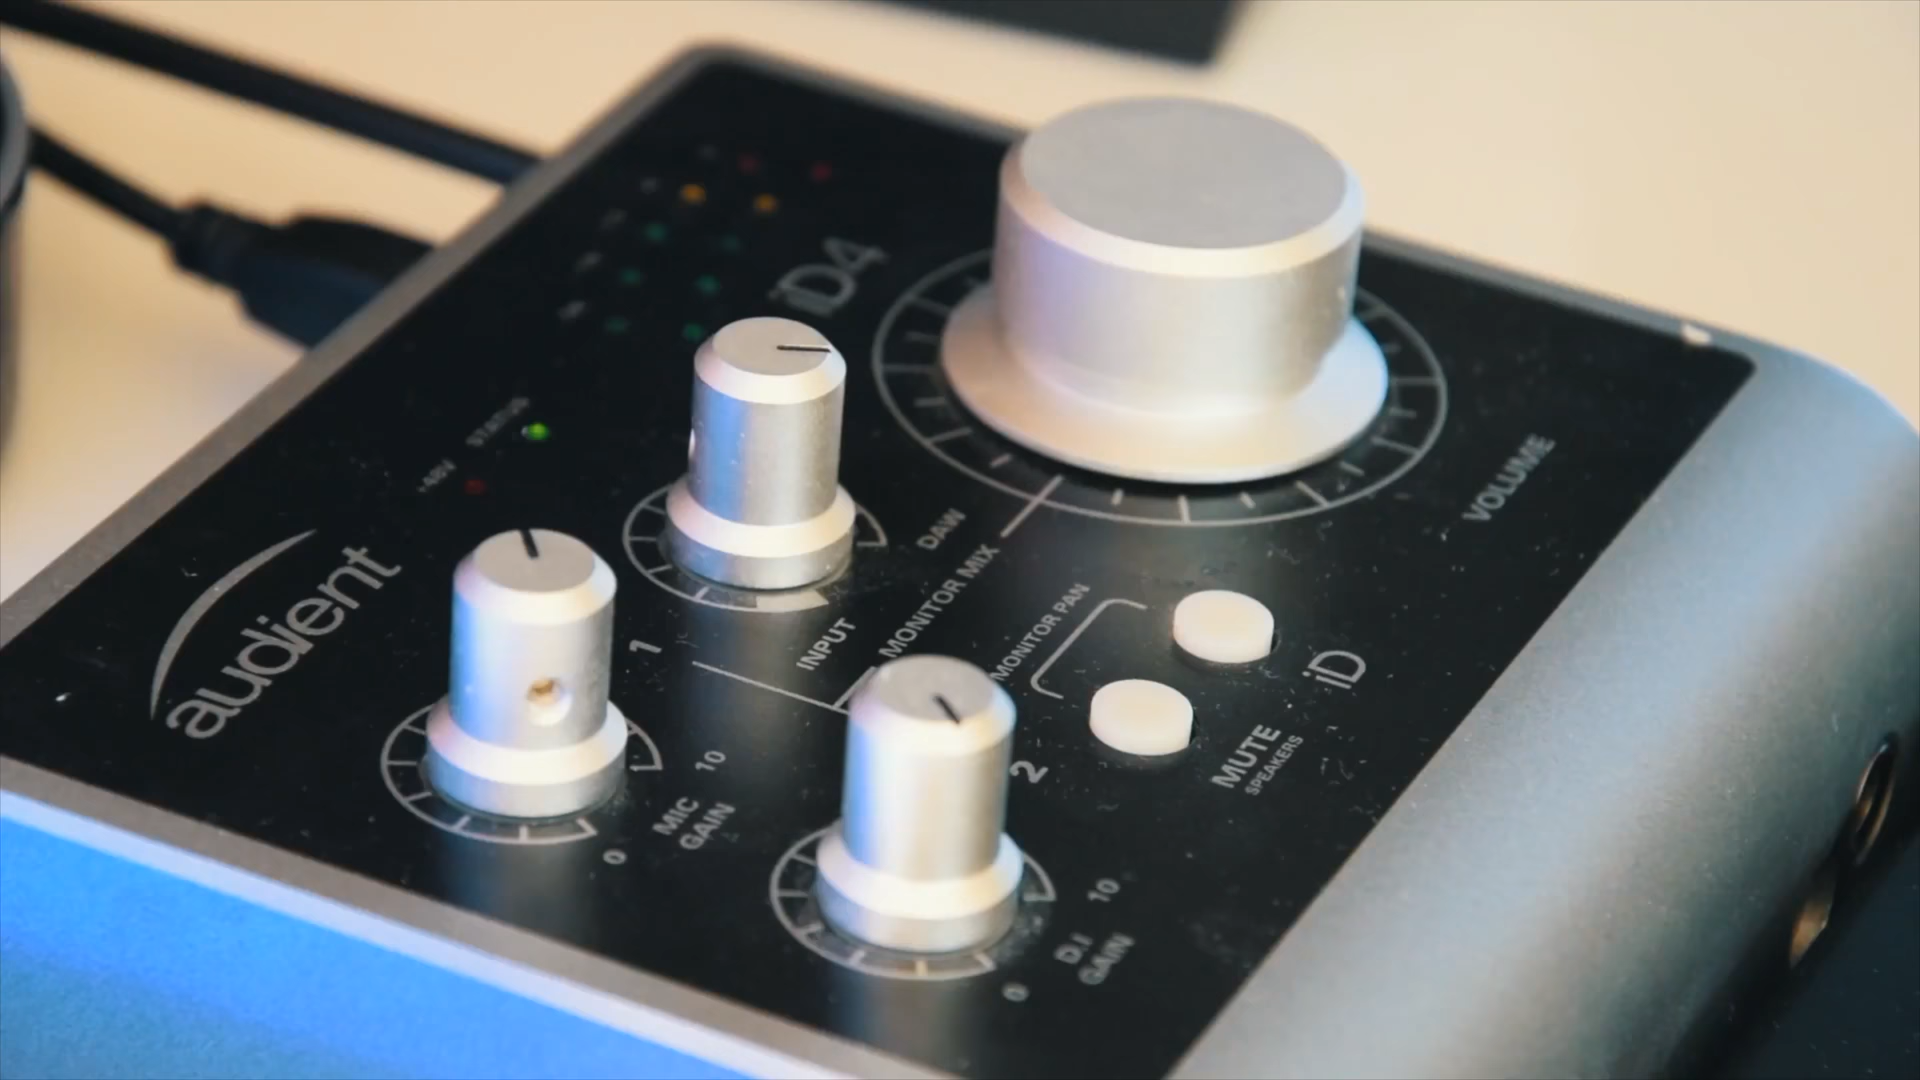 iD4
STATUS
+48V
audient
1
10
MIC
GAIN
0
DAW
MONITOR MIX
INPUT
VOLUME
MONITOR PAN
iD
MUTE
SPEAKERS
2
10
D.I
GAIN
0